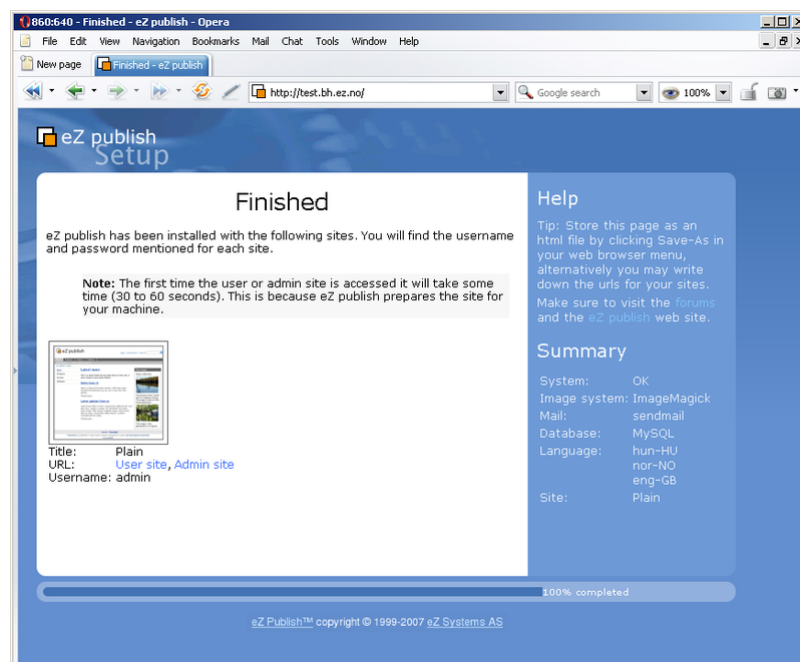 860:640 - Finished - eZ publish - Opera
File Edit View Navigation Bookmarks Mail Chat Tools Window Help
New page Finished - eZ publish
http://test.bh.ez.no/ Google search 100%
eZ publish
Setup
Finished
eZ publish has been installed with the following sites. You will find the username
and password mentioned for each site.
Note: The first time the user or admin site is accessed it will take some
time (30 to 60 seconds). This is because eZ publish prepares the site for
your machine.
eZ publish
Title: Plain
URL: User site, Admin site
Username: admin
Help
Tip: Store this page as an
html file by clicking Save-As in
your web browser menu,
alternatively you may write
down the urls for your sites.
Make sure to visit the forums
and the eZ publish web site.
Summary
System: OK
Image system: ImageMagick
Mail: sendmail
Database: MySQL
Language: hun-HU
nor-NO
eng-GB
Site: Plain
100% completed
eZ Publish™ copyright © 1999-2007 eZ Systems AS